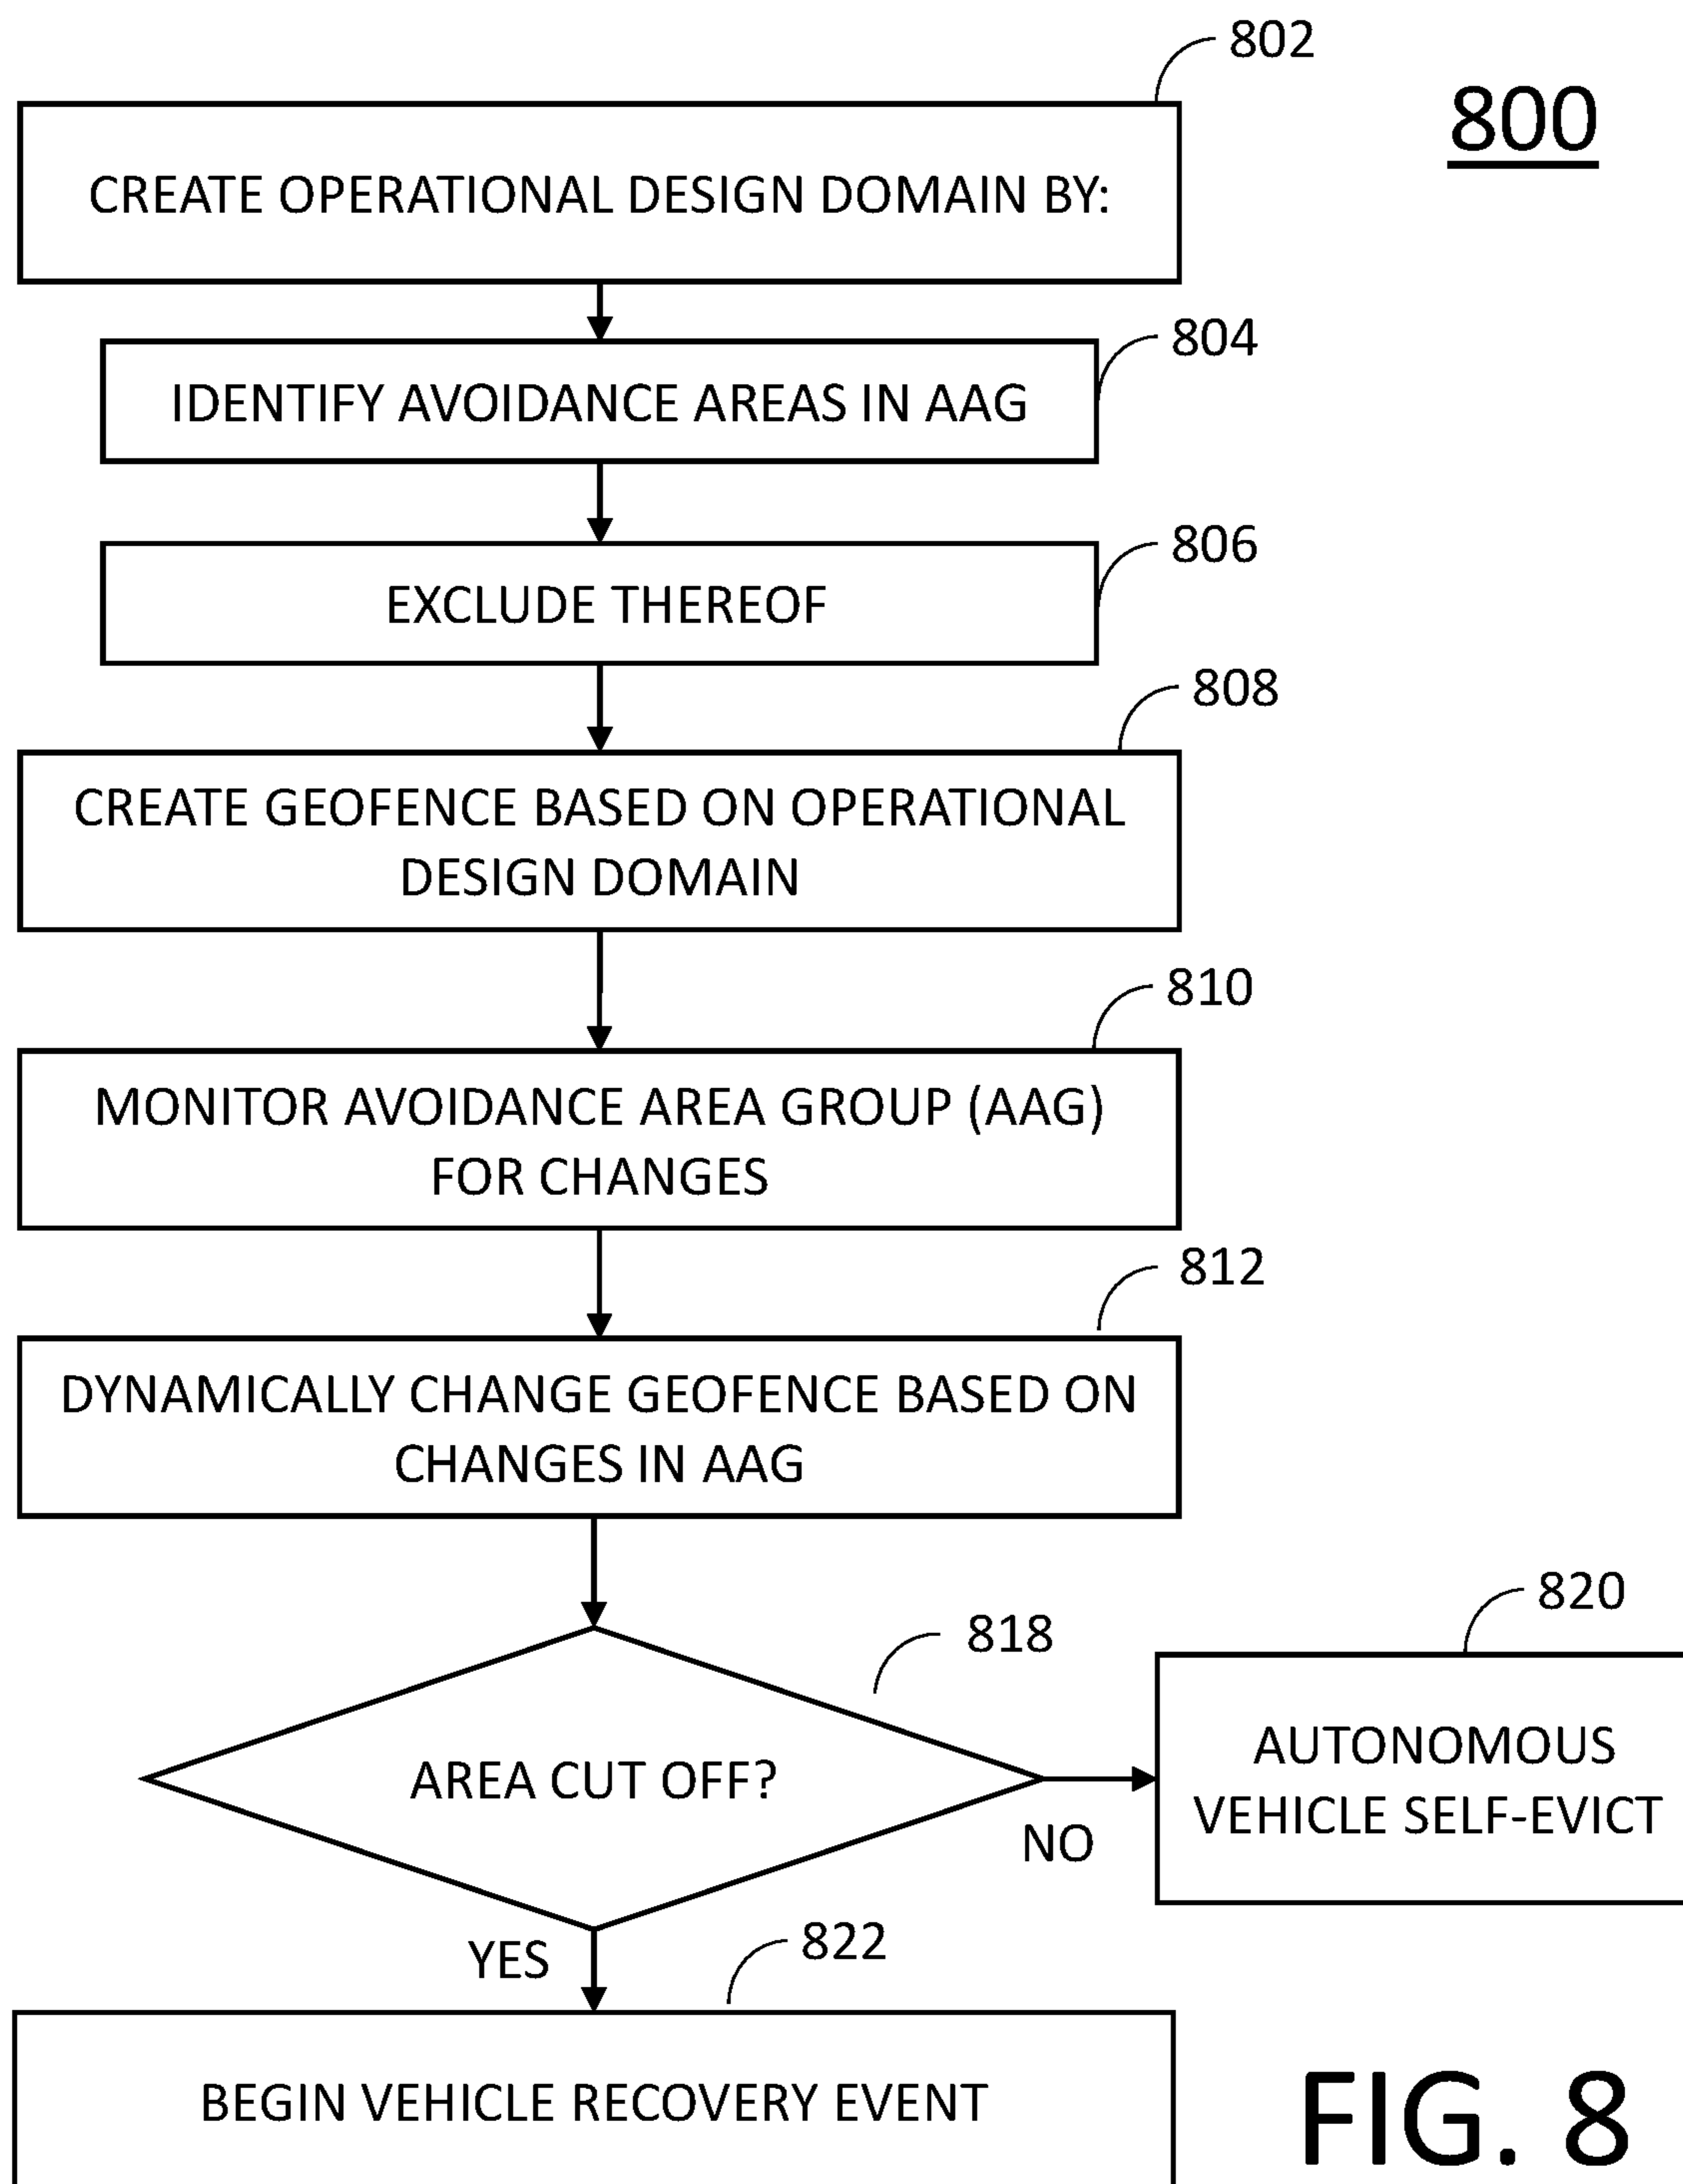 802
800
CREATE OPERATIONAL DESIGN DOMAIN BY:
804
IDENTIFY AVOIDANCE AREAS IN AAG
806
EXCLUDE THEREOF
808
CREATE GEOFENCE BASED ON OPERATIONAL
DESIGN DOMAIN
810
MONITOR AVOIDANCE AREA GROUP (AAG)
FOR CHANGES
812
DYNAMICALLY CHANGE GEOFENCE BASED ON
CHANGES IN AAG
818
820
AREA CUT OFF?
NO
AUTONOMOUS
VEHICLE SELF-EVICT
YES
822
BEGIN VEHICLE RECOVERY EVENT
FIG. 8